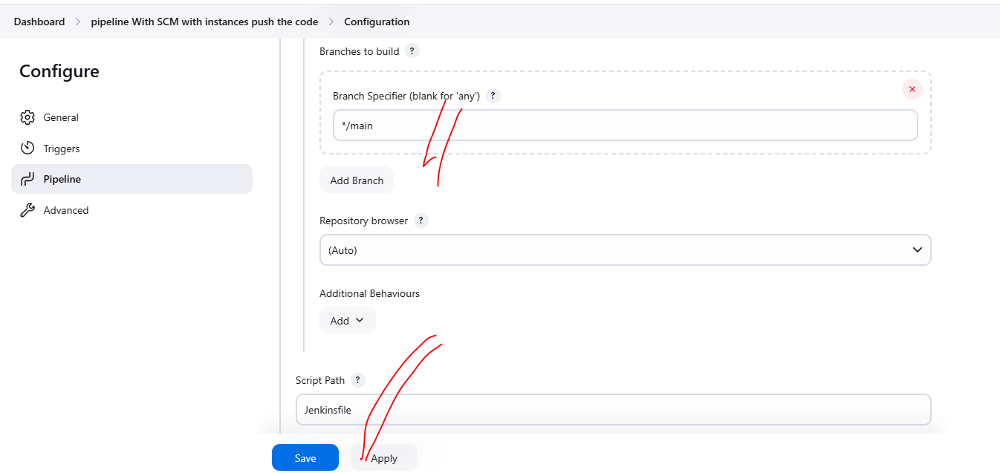 Dashboard > pipeline With SCM with instances push the code > Configuration
Configure
General
Triggers
Pipeline
Advanced
Branches to build ?
Branch Specifier (blank for 'any') ?
*/main
Add Branch
Repository browser ?
(Auto)
Additional Behaviours
Add
Script Path ?
Jenkinsfile
Save
Apply